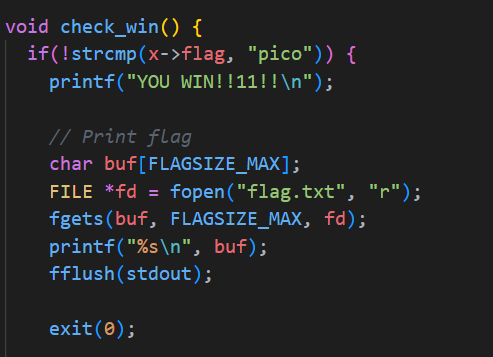 void check_win() {
  if(!strcmp(x->flag, "pico")) {
    printf("YOU WIN!!11!!\n");
    // Print flag
    char buf[FLAGSIZE_MAX];
    FILE *fd = fopen("flag.txt", "r");
    fgets(buf, FLAGSIZE_MAX, fd);
    printf("%s\n", buf);
    fflush(stdout);
    exit(0);